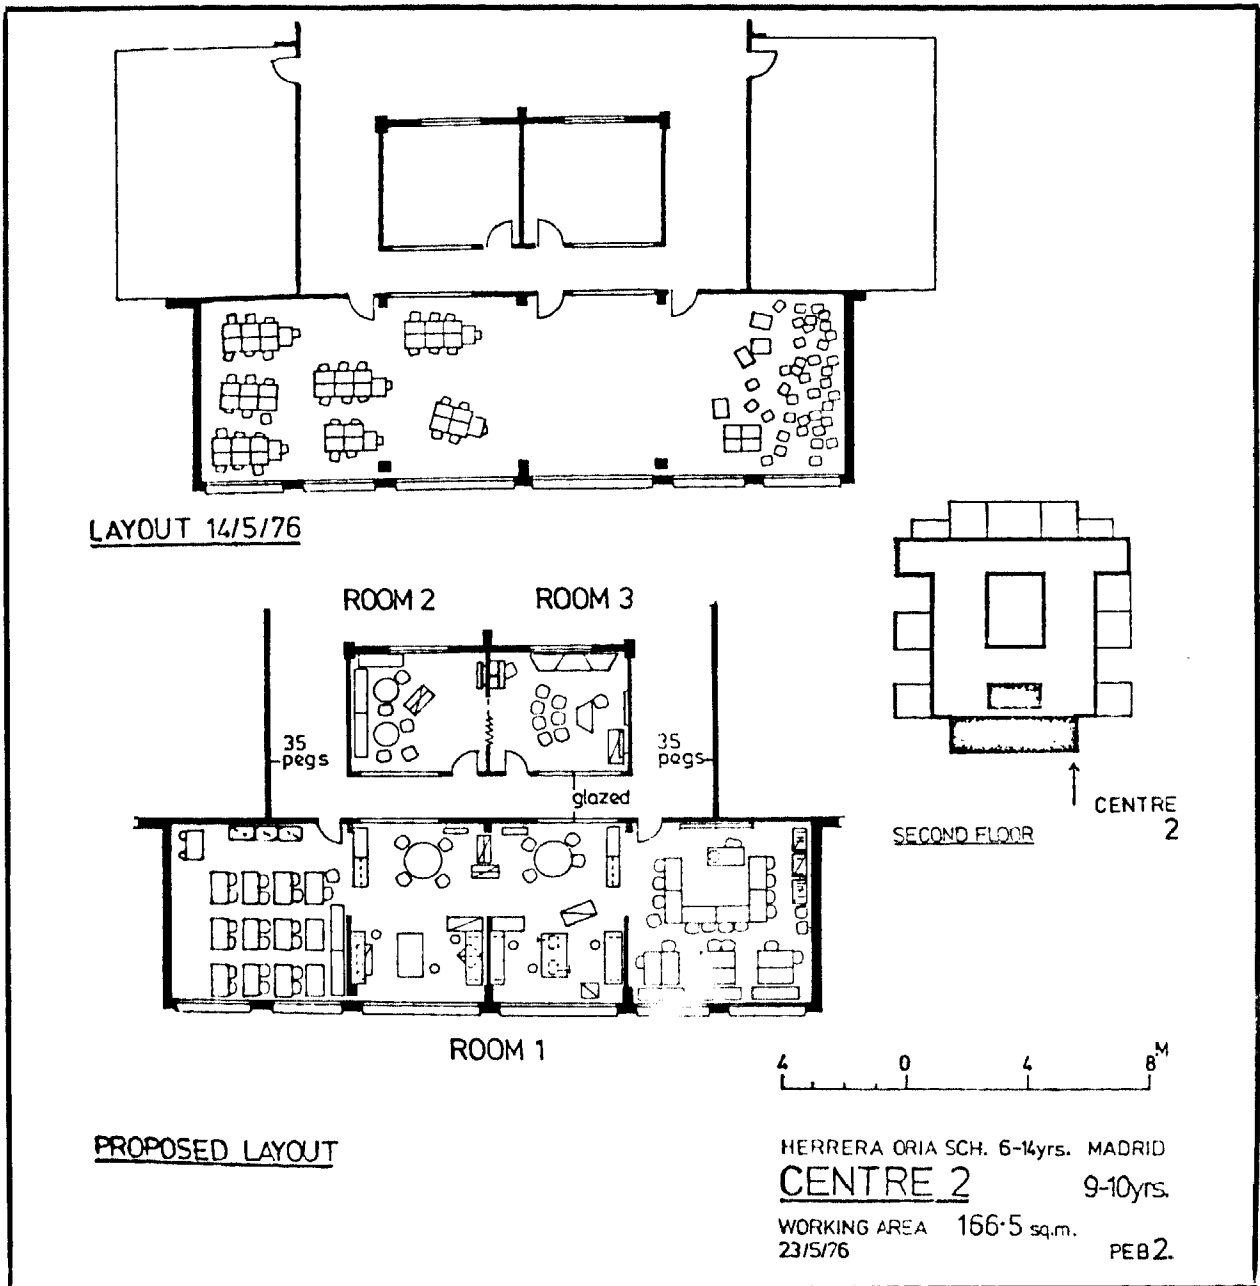 LAYOUT 14/5/76
ROOM 2
ROOM 3
35
pegs
35
pegs
glazed
CENTRE
2
SECOND FLOOR
ROOM 1
4 0 4 8 M
PROPOSED LAYOUT
HERRERA ORIA SCH. 6-14yrs. MADRID
CENTRE 2 9-10yrs.
WORKING AREA 166·5 sq.m.
23/5/76 PEB 2.